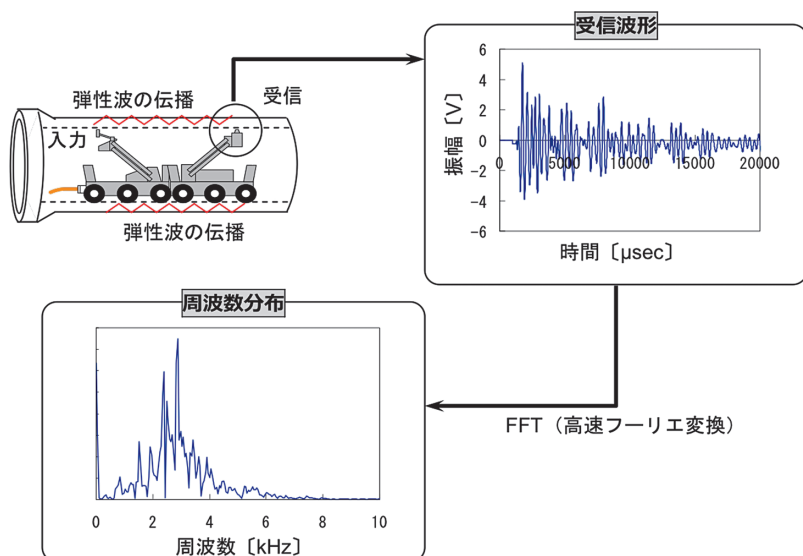 受信波形
弾性波の伝播
受信
入力
弾性波の伝播
振幅〔V〕
6
4
2
0
-2
-4
-6
0
5000
10000
15000
20000
時間〔μsec〕
FFT（高速フーリエ変換）
周波数分布
0
2
4
6
8
10
周波数〔kHz〕